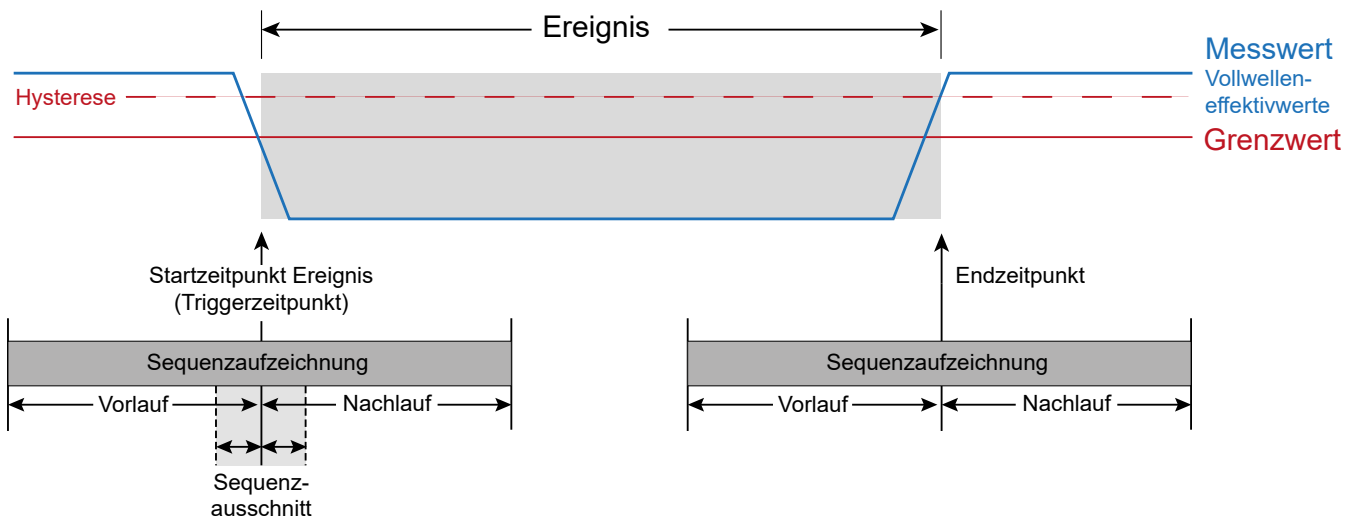 Ereignis
Messwert
Vollwellen-
effektivwerte
Hysterese
Grenzwert
Startzeitpunkt Ereignis
(Triggerzeitpunkt)
Endzeitpunkt
Sequenzaufzeichnung
Sequenzaufzeichnung
Vorlauf
Nachlauf
Vorlauf
Nachlauf
Sequenz-
ausschnitt